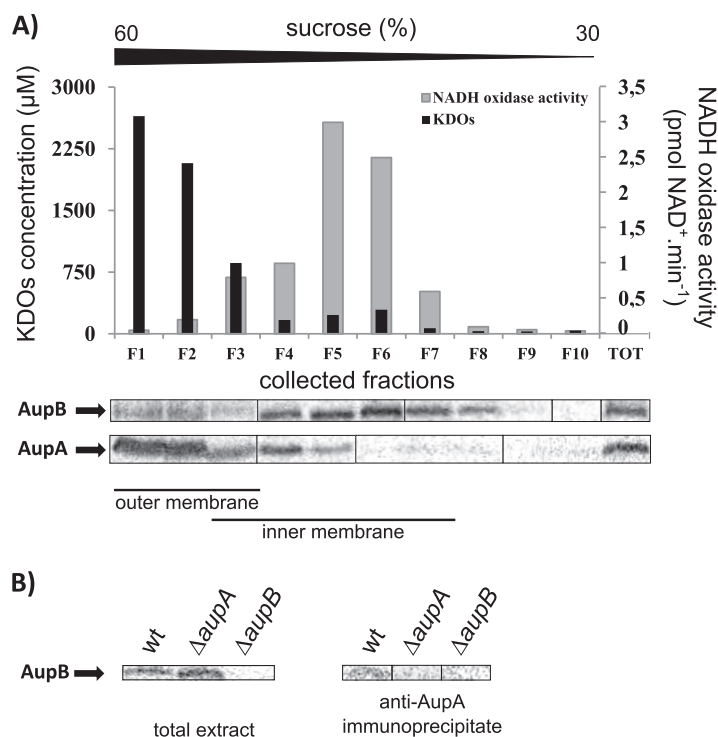 A)
sucrose (%)
60
30
KDOs concentration (µM)
3000
2250
1500
750
0
NADH oxidase activity
KDOs
3,5
3
2,5
2
1,5
1
0,5
0
NADH oxidase activity
(pmol NAD⁺.min⁻¹)
F1 F2 F3 F4 F5 F6 F7 F8 F9 F10 TOT
collected fractions
AupB
AupA
outer membrane
inner membrane
B)
wt ΔaupA ΔaupB
wt ΔaupA ΔaupB
AupB
total extract
anti-AupA
immunoprecipitate